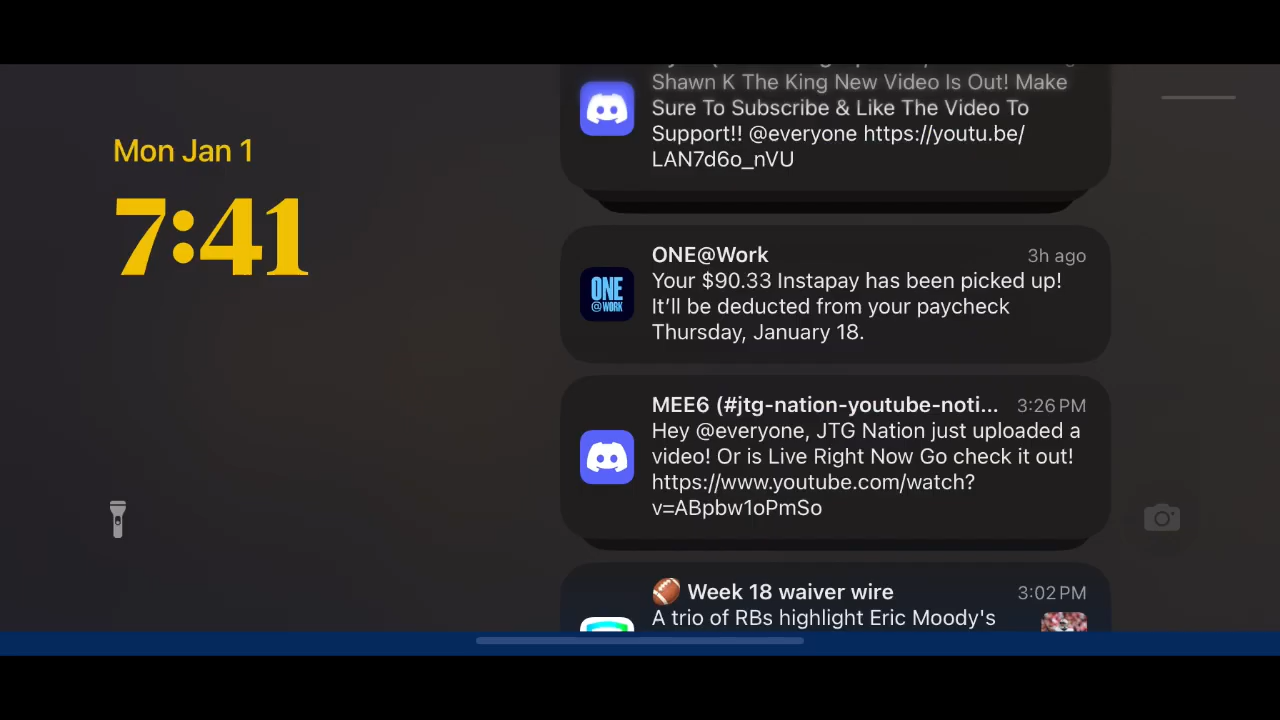 Mon Jan 1
7:41
Shawn K The King New Video Is Out! Make
Sure To Subscribe & Like The Video To
Support!! @everyone https://youtu.be/
LAN7d6o_nVU
ONE@Work
3h ago
ONE
@WORK
Your $90.33 Instapay has been picked up!
It’ll be deducted from your paycheck
Thursday, January 18.
MEE6 (#jtg-nation-youtube-noti...
3:26 PM
Hey @everyone, JTG Nation just uploaded a
video! Or is Live Right Now Go check it out!
https://www.youtube.com/watch?
v=ABpbw1oPmSo
🏈 Week 18 waiver wire
3:02 PM
A trio of RBs highlight Eric Moody's